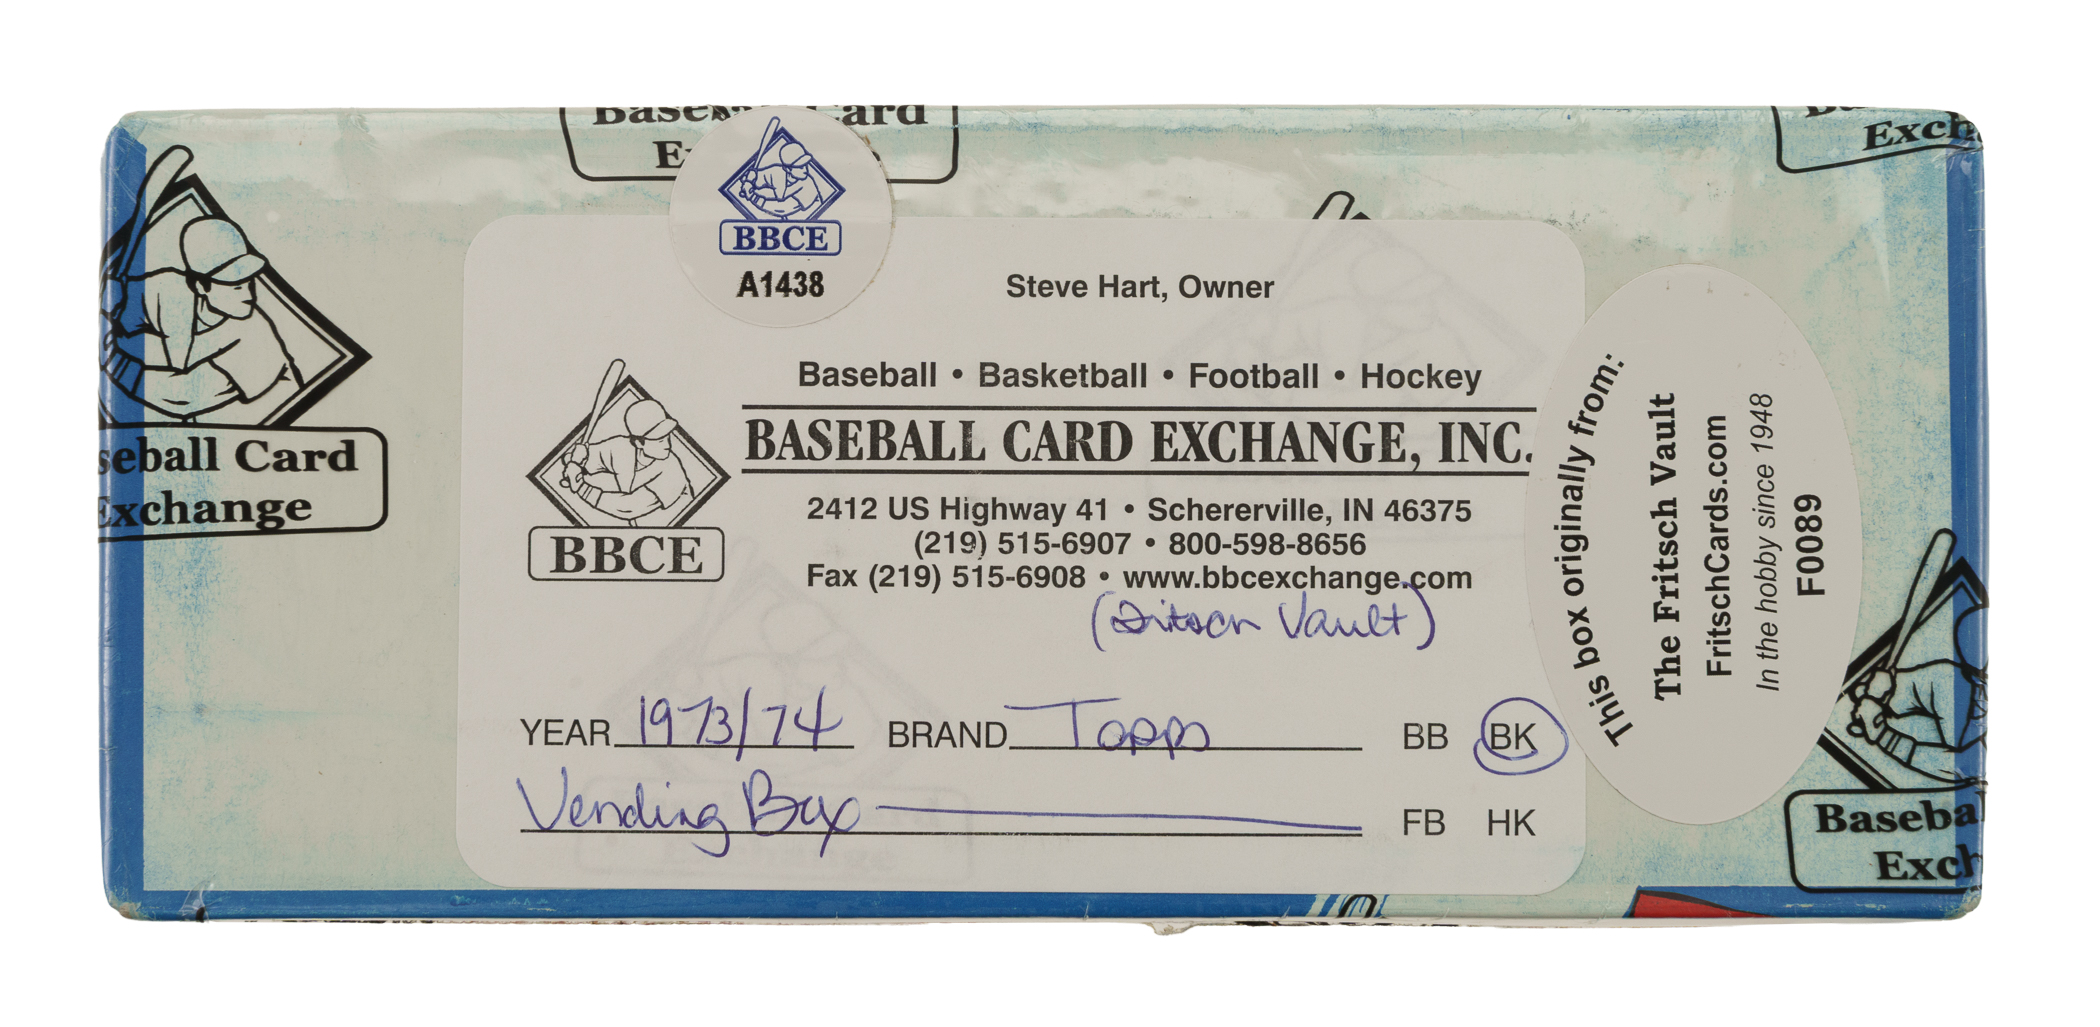 Baseball Card
BBCE
A1438
Exch
Steve Hart, Owner
Baseball • Basketball • Football • Hockey
BASEBALL CARD EXCHANGE, INC.
2412 US Highway 41 • Schererville, IN 46375
(219) 515-6907 • 800-598-8656
Fax (219) 515-6908 • www.bbcexchange.com
BBCE
(Fritsch Vault)
YEAR 1973/74 BRAND Topps BB BK
Vending Box FB HK
This box originally from:
The Fritsch Vault
FritschCards.com
In the hobby since 1948
F0089
seball Card
Exchange
Baseba
Exch